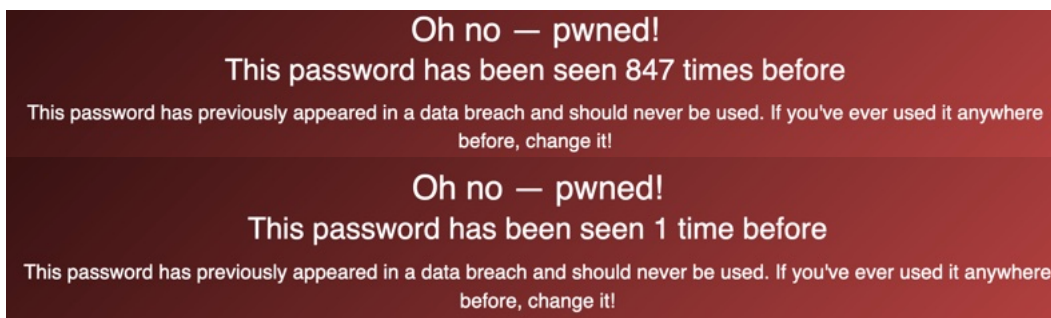 Oh no — pwned!
This password has been seen 847 times before
This password has previously appeared in a data breach and should never be used. If you've ever used it anywhere
before, change it!
Oh no — pwned!
This password has been seen 1 time before
This password has previously appeared in a data breach and should never be used. If you've ever used it anywhere
before, change it!